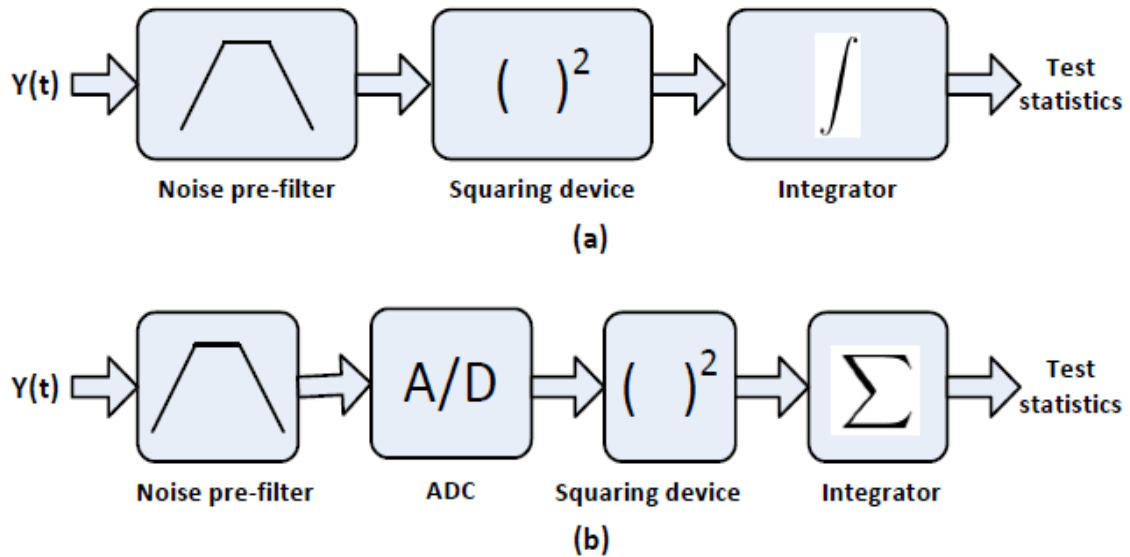 Y(t)
( )²
∫
Test
statistics
Noise pre-filter
Squaring device
Integrator
(a)
Y(t)
A/D
( )²
∑
Test
statistics
Noise pre-filter
ADC
Squaring device
Integrator
(b)